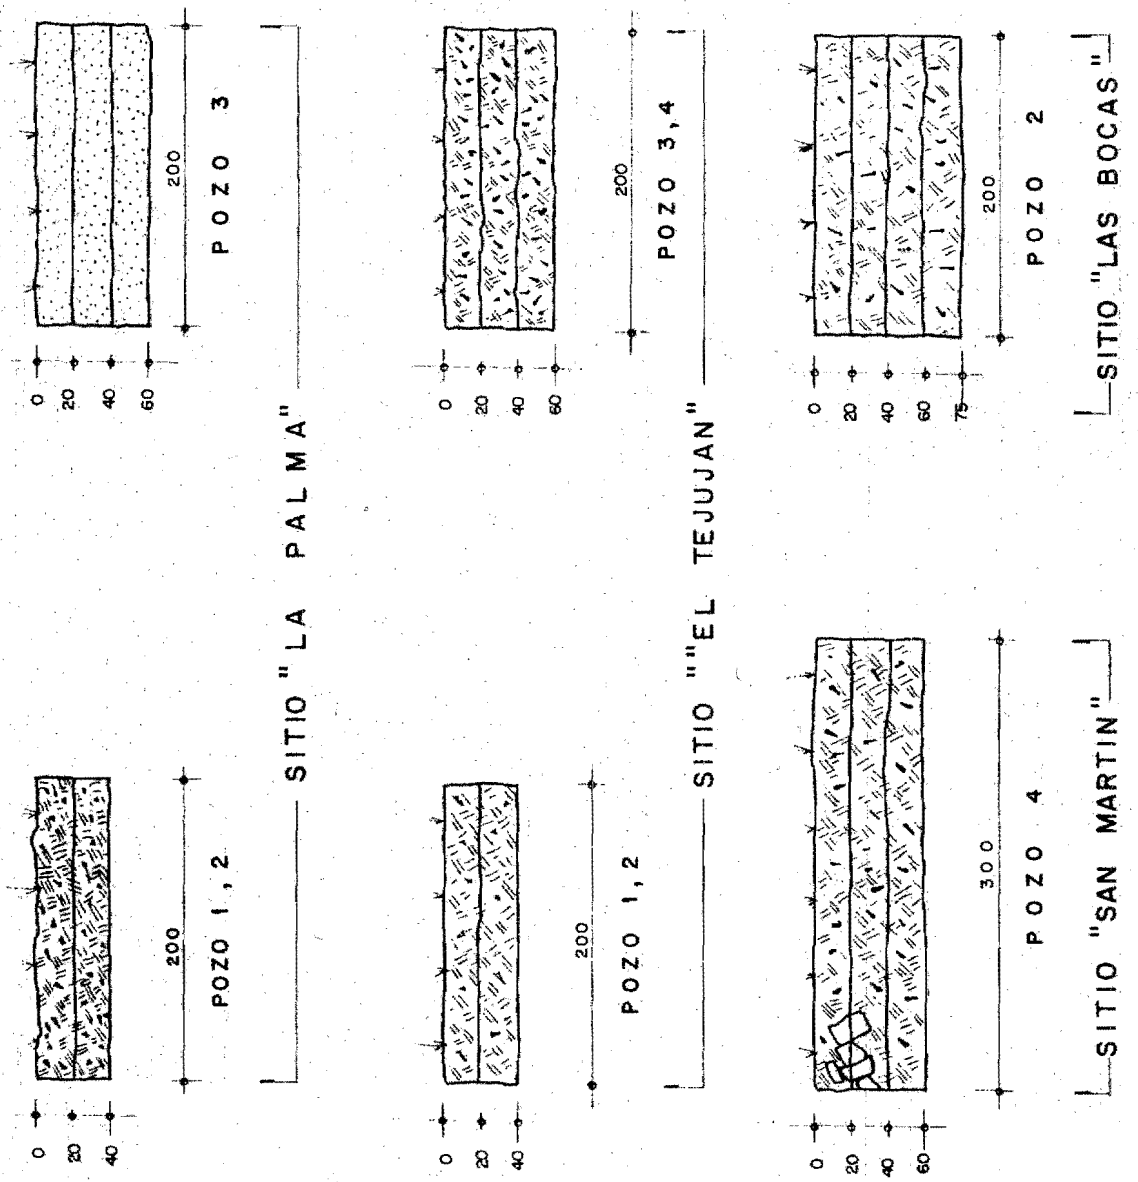 0 20 40
200
POZO 1,2
0 20 40 60
200
POZO 3
SITIO "LA PALMA"
0 20 40
200
POZO 1,2
0 20 40 60
200
POZO 3,4
SITIO ""EL TEJUJAN"
0 20 40 60
300
POZO 4
SITIO "SAN MARTIN"
0 20 40 60 75
200
POZO 2
SITIO "LAS BOCAS"